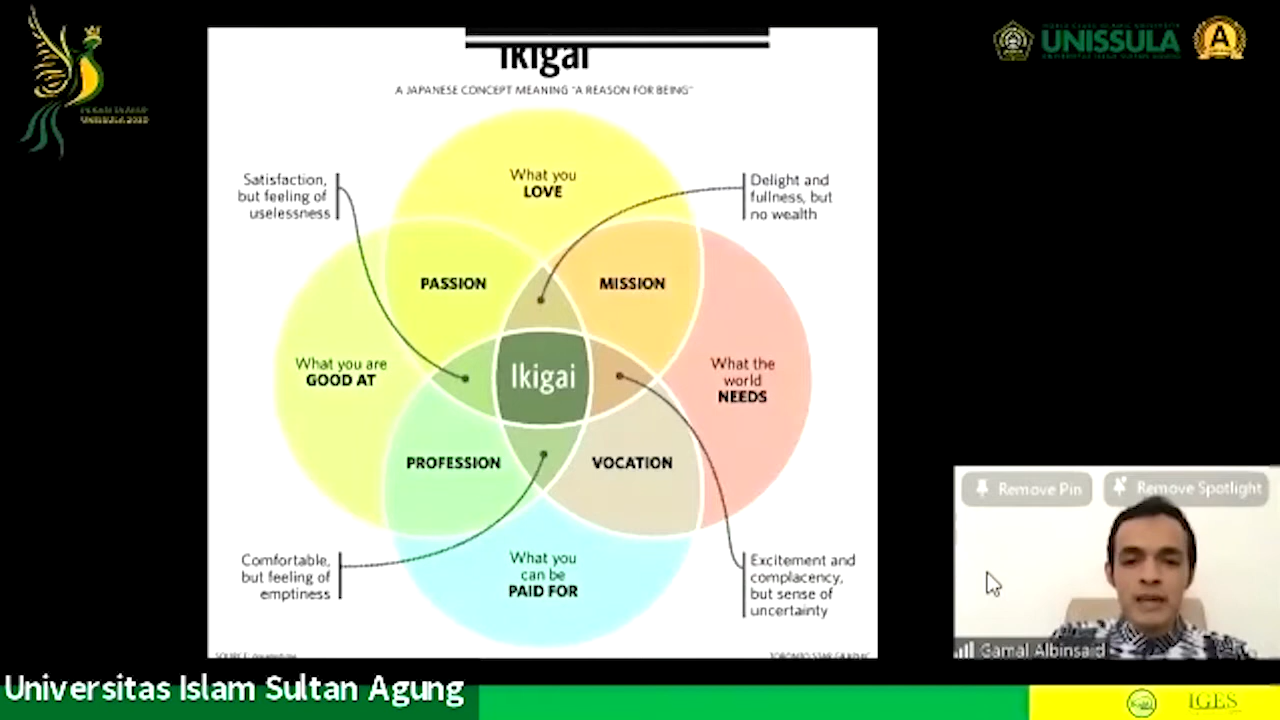 UNISSULA
A
Ikigai
A JAPANESE CONCEPT MEANING "A REASON FOR BEING"
What you
LOVE
Satisfaction,
but feeling of
uselessness
Delight and
fullness, but
no wealth
PASSION
MISSION
What you are
GOOD AT
Ikigai
What the
world
NEEDS
PROFESSION
VOCATION
Comfortable,
but feeling of
emptiness
What you
can be
PAID FOR
Excitement and
complacency,
but sense of
uncertainty
Remove Pin
Remove Spotlight
Gamal Albinsaid
Universitas Islam Sultan Agung
IGES